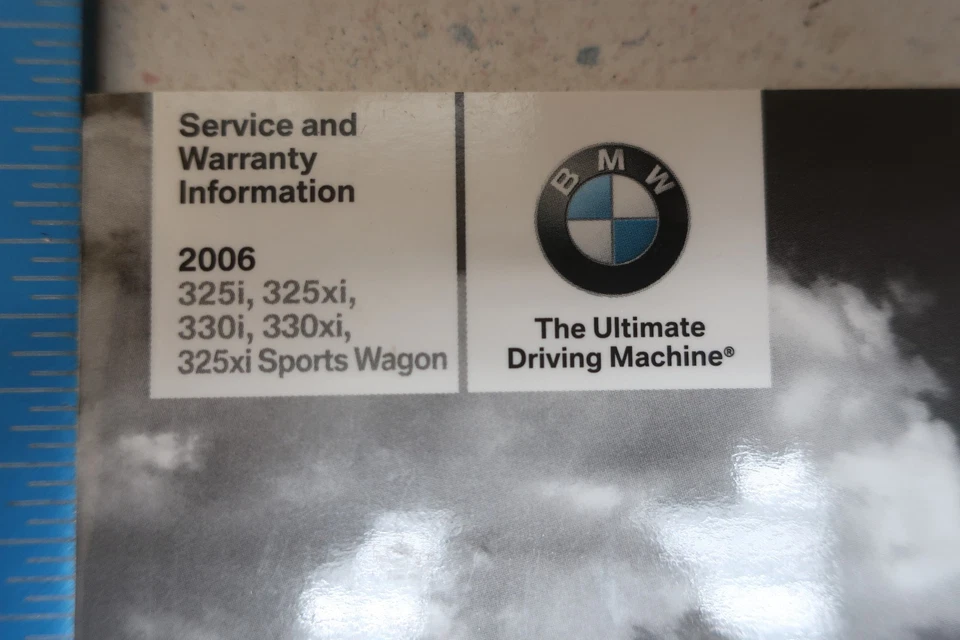 Service and
Warranty
Information
2006
325i, 325xi,
330i, 330xi,
325xi Sports Wagon
BMW
The Ultimate
Driving Machine®